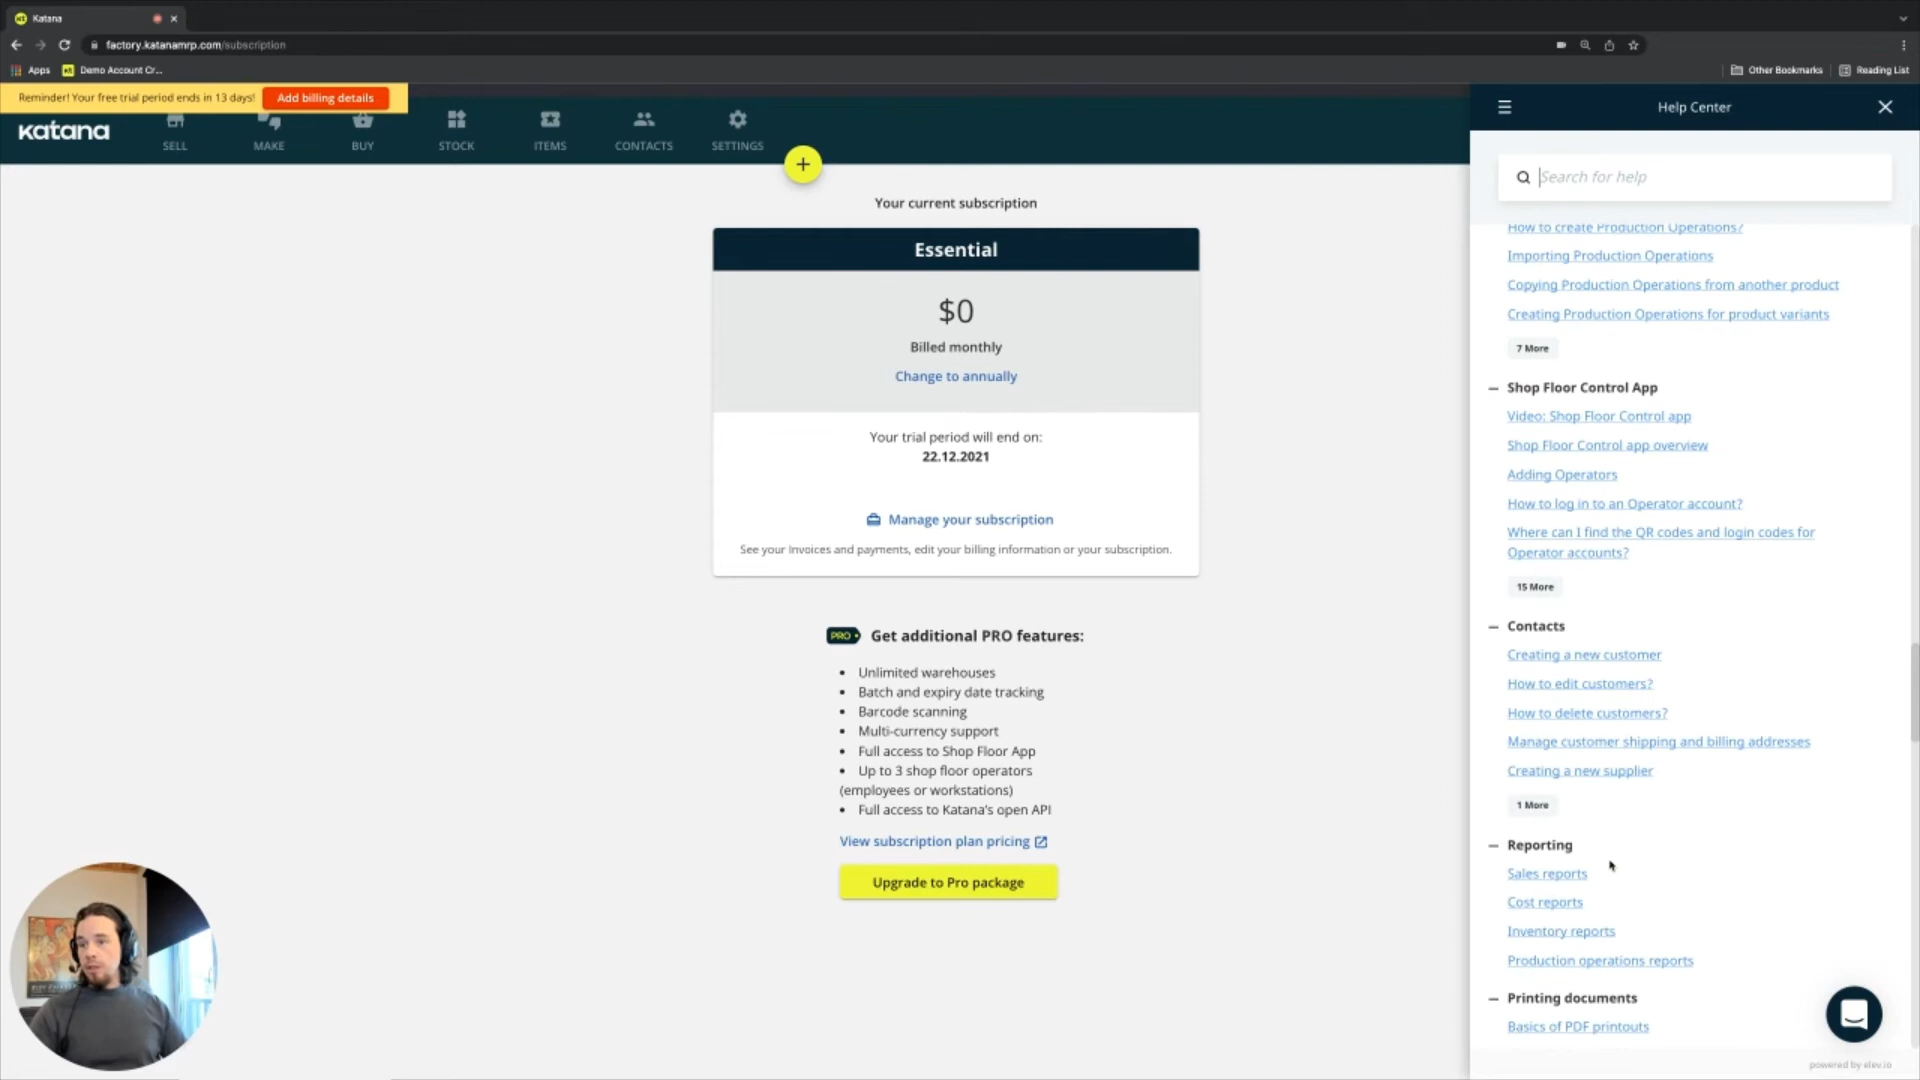 Katana
factory.katanamrp.com/subscription
Apps
Demo Account Cr...
Other Bookmarks
Reading List
Reminder! Your free trial period ends in 13 days!
Add billing details
katana
SELL
MAKE
BUY
STOCK
ITEMS
CONTACTS
SETTINGS
+
Your current subscription
Essential
$0
Billed monthly
Change to annually
Your trial period will end on:
22.12.2021
Manage your subscription
See your Invoices and payments, edit your billing information or your subscription.
PRO
Get additional PRO features:
• Unlimited warehouses
• Batch and expiry date tracking
• Barcode scanning
• Multi-currency support
• Full access to Shop Floor App
• Up to 3 shop floor operators
(employees or workstations)
• Full access to Katana's open API
View subscription plan pricing
Upgrade to Pro package
Help Center
Search for help
How to create Production Operations?
Importing Production Operations
Copying Production Operations from another product
Creating Production Operations for product variants
7 More
Shop Floor Control App
Video: Shop Floor Control app
Shop Floor Control app overview
Adding Operators
How to log in to an Operator account?
Where can I find the QR codes and login codes for
Operator accounts?
15 More
Contacts
Creating a new customer
How to edit customers?
How to delete customers?
Manage customer shipping and billing addresses
Creating a new supplier
1 More
Reporting
Sales reports
Cost reports
Inventory reports
Production operations reports
Printing documents
Basics of PDF printouts
powered by elev.io